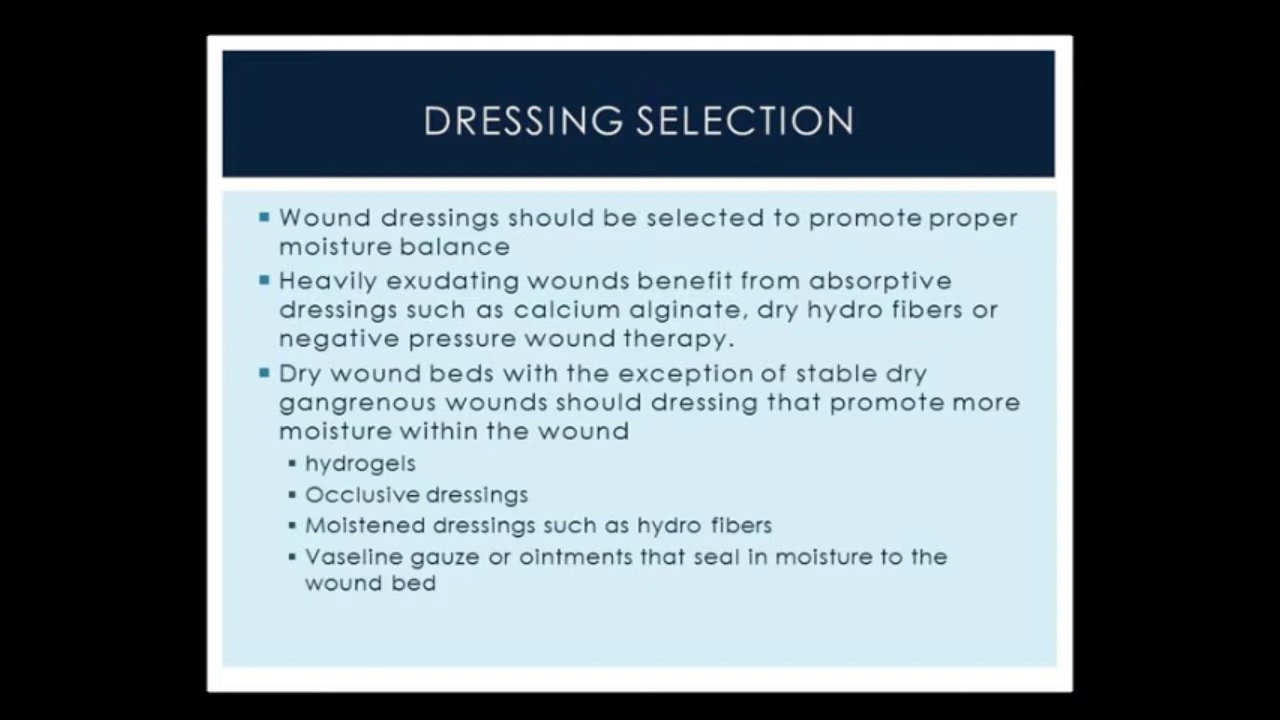 DRESSING SELECTION
Wound dressings should be selected to promote proper
moisture balance
Heavily exudating wounds benefit from absorptive
dressings such as calcium alginate, dry hydro fibers or
negative pressure wound therapy.
Dry wound beds with the exception of stable dry
gangrenous wounds should dressing that promote more
moisture within the wound
hydrogels
Occlusive dressings
Moistened dressings such as hydro fibers
Vaseline gauze or ointments that seal in moisture to the
wound bed